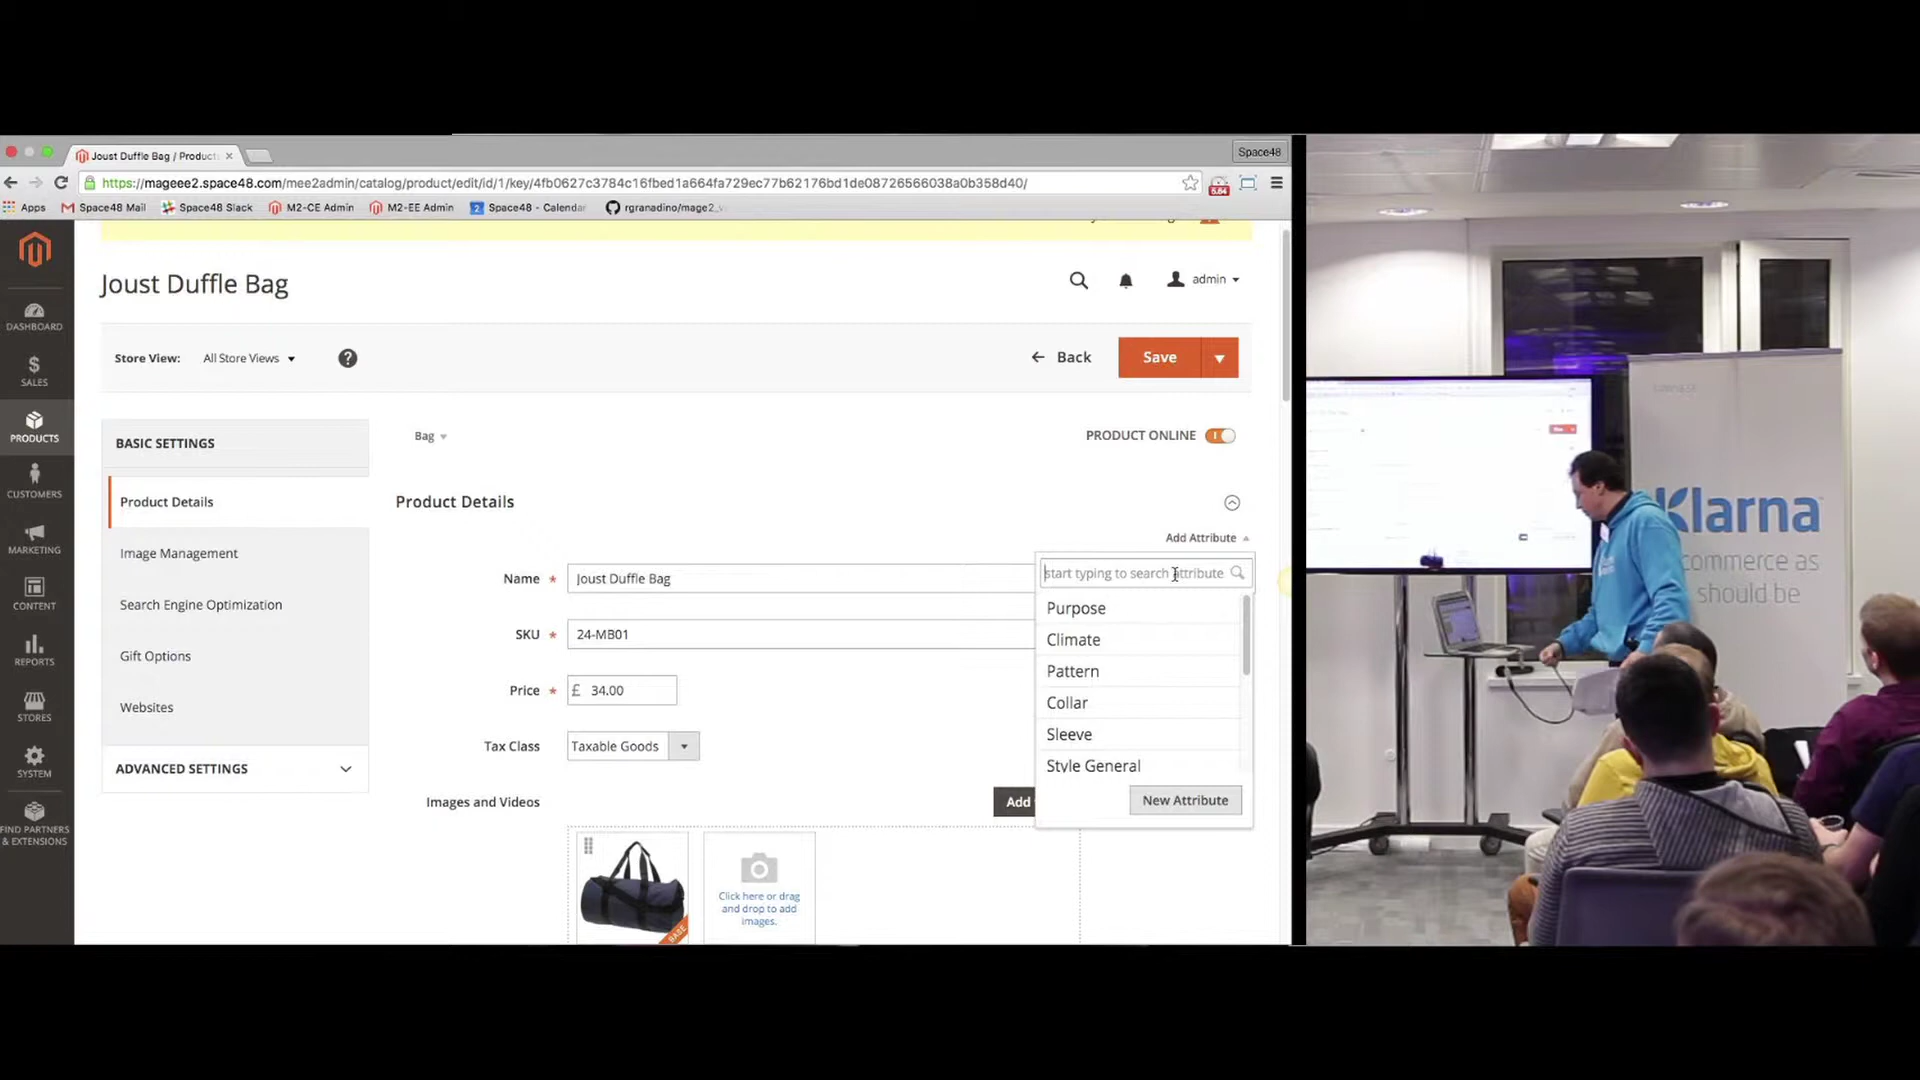 Joust Duffle Bag / Product:
Space48
https://mageee2.space48.com/mee2admin/catalog/product/edit/id/1/key/4fb0627c3784c16fbed1a664fa729ec77b62176bd1de08726566038a0b358d40/
5.54
Apps
Space48 Mail
Space48 Slack
M2-CE Admin
M2-EE Admin
2
Space48 - Calendar
rgranadino/mage2_v
Joust Duffle Bag
admin
Store View:
All Store Views
?
Back
Save
DASHBOARD
$
SALES
PRODUCTS
CUSTOMERS
MARKETING
CONTENT
REPORTS
STORES
SYSTEM
FIND PARTNERS
& EXTENSIONS
BASIC SETTINGS
Product Details
Image Management
Search Engine Optimization
Gift Options
Websites
ADVANCED SETTINGS
Bag
PRODUCT ONLINE
Product Details
Add Attribute
Name *
Joust Duffle Bag
SKU *
24-MB01
Price *
£ 34.00
Tax Class
Taxable Goods
Images and Videos
Add
BASE
Click here or drag
and drop to add
images.
start typing to search attribute
Purpose
Climate
Pattern
Collar
Sleeve
Style General
New Attribute
Klarna
commerce as
should be